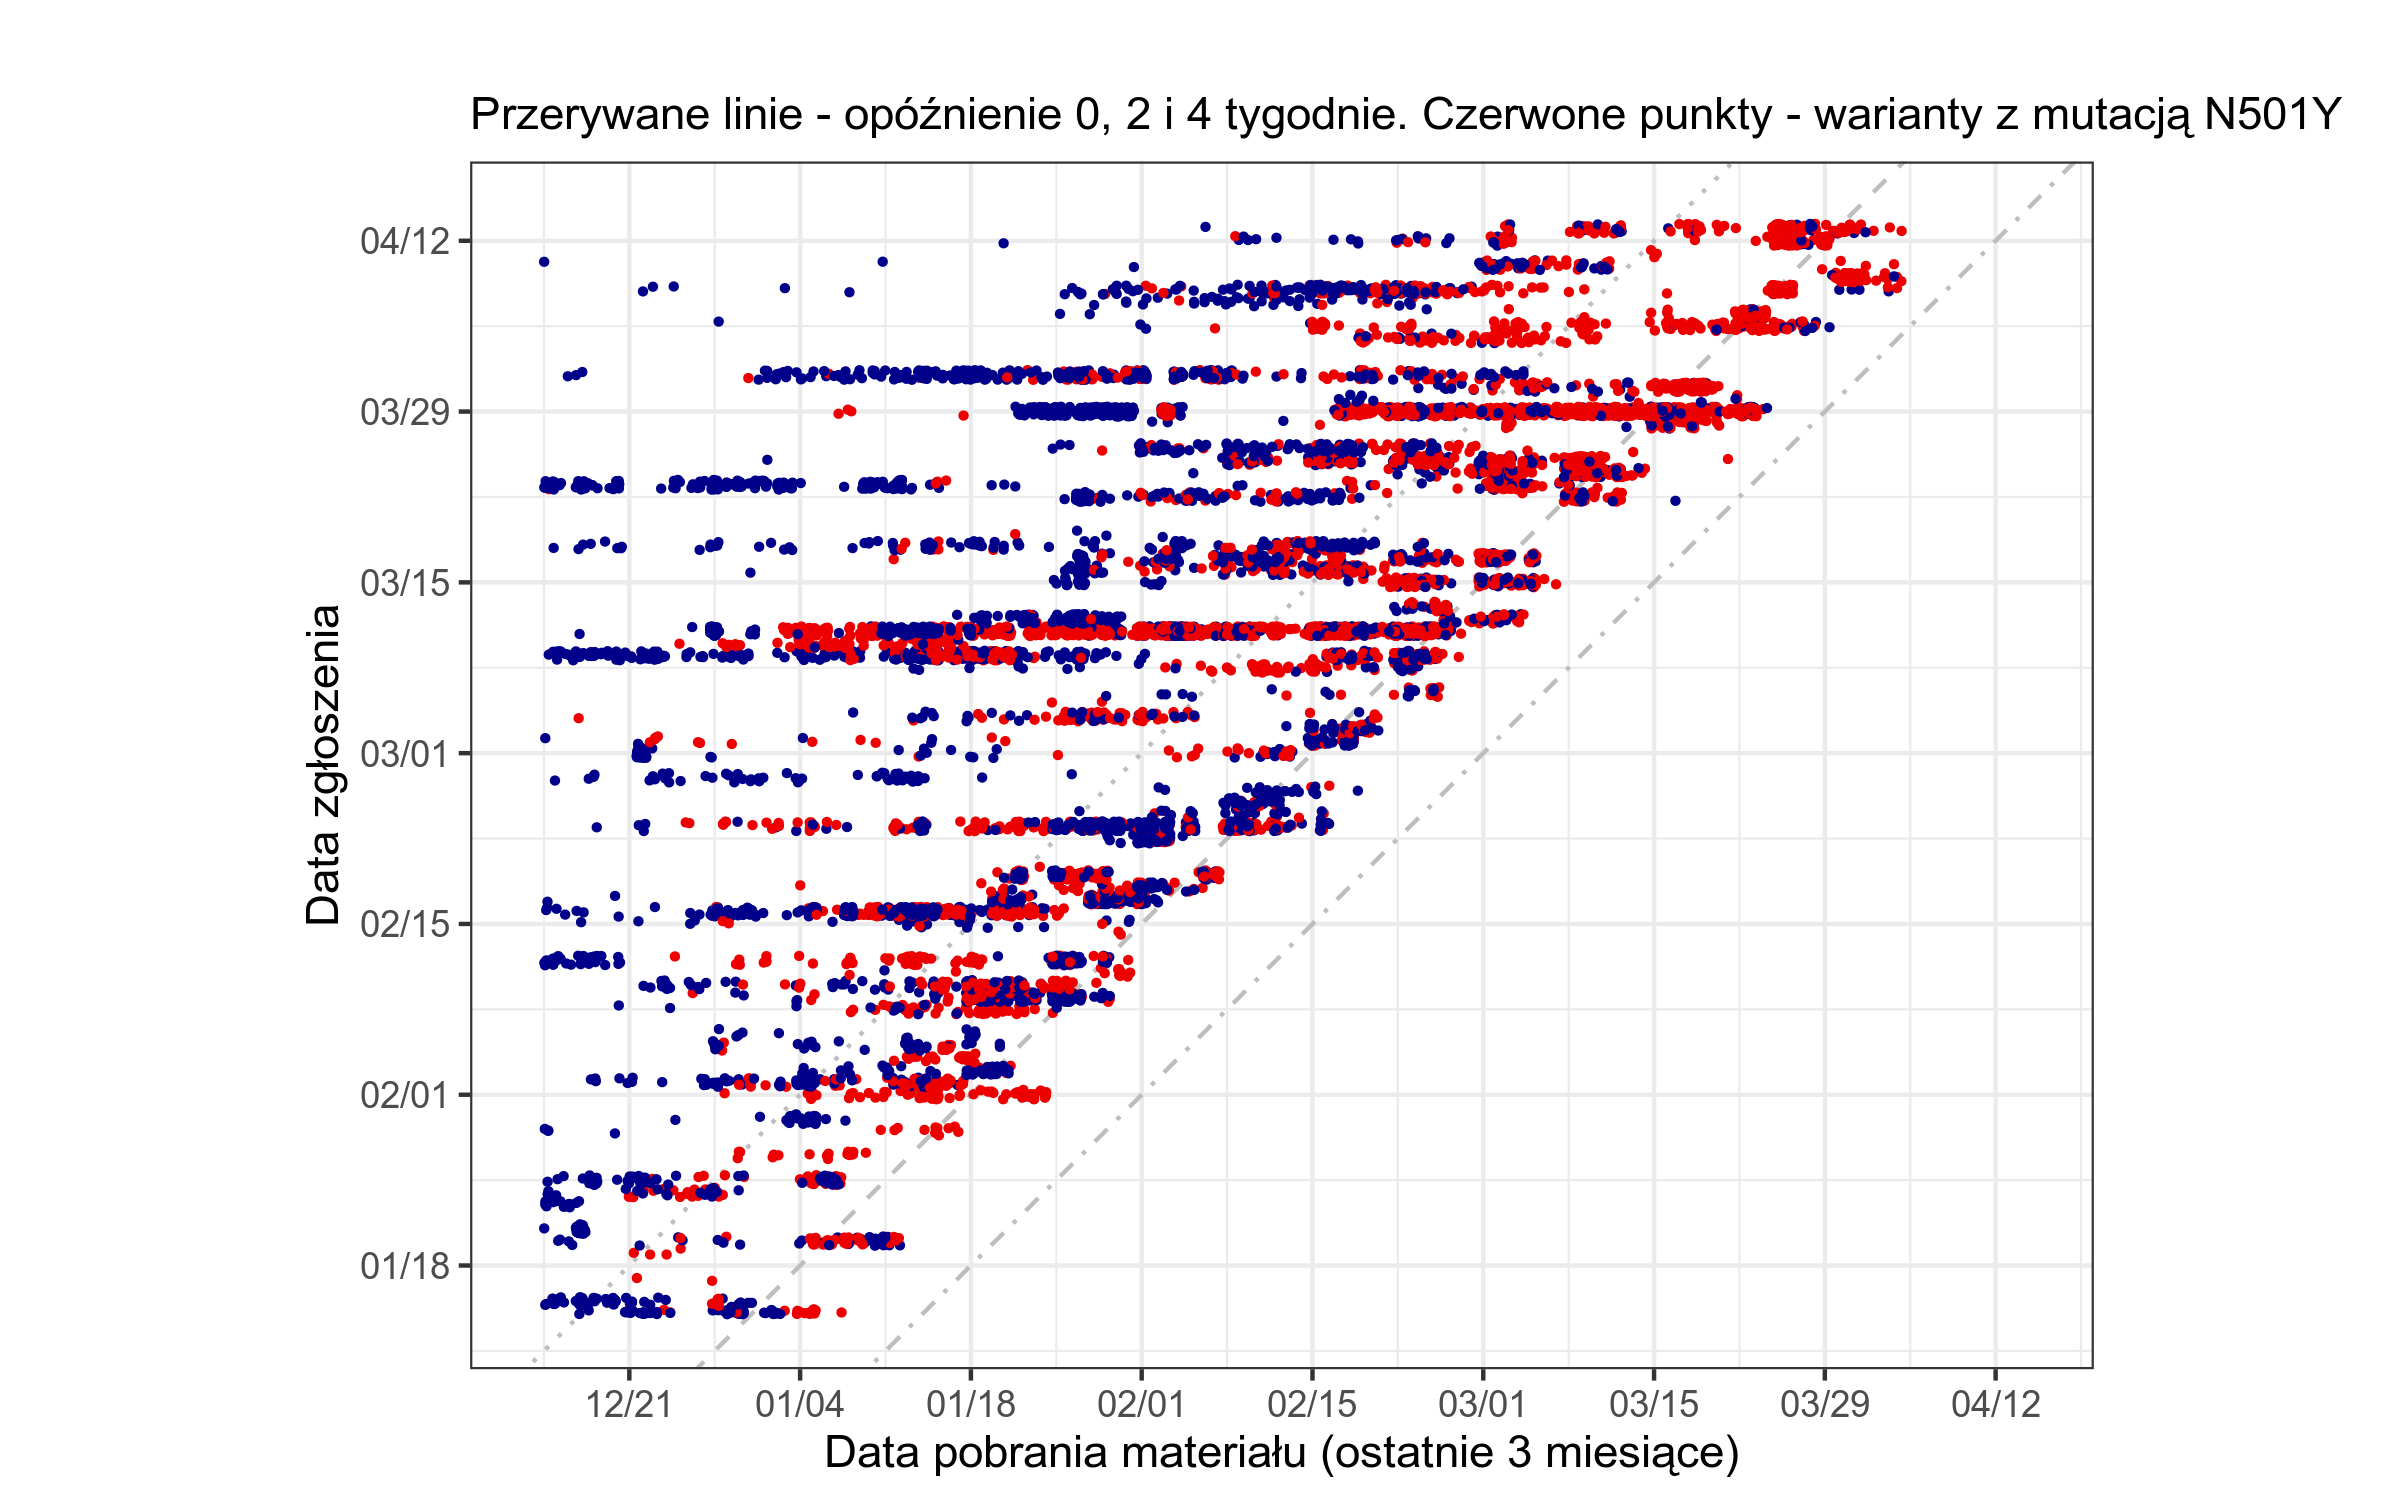 Przerywane linie - opóźnienie 0, 2 i 4 tygodnie. Czerwone punkty - warianty z mutacją N501Y
Data zgłoszenia
04/12
03/29
03/15
03/01
02/15
02/01
01/18
12/21 01/04 01/18 02/01 02/15 03/01 03/15 03/29 04/12
Data pobrania materiału (ostatnie 3 miesiące)